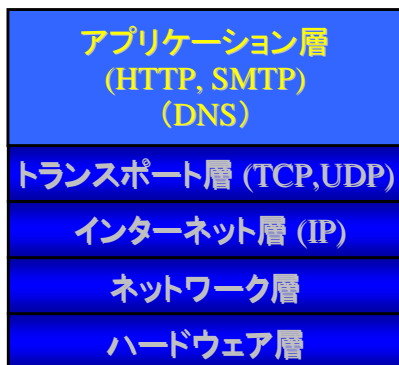 アプリケーション層
(HTTP, SMTP)
（DNS）
トランスポート層 (TCP,UDP)
インターネット層 (IP)
ネットワーク層
ハードウェア層